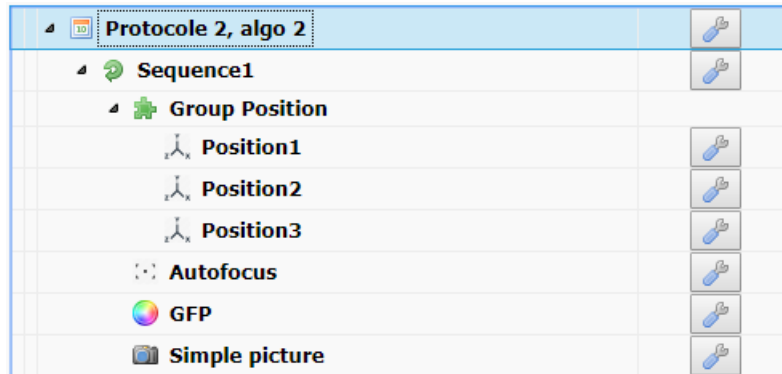 Protocole 2, algo 2
Sequence1
Group Position
Position1
Position2
Position3
Autofocus
GFP
Simple picture